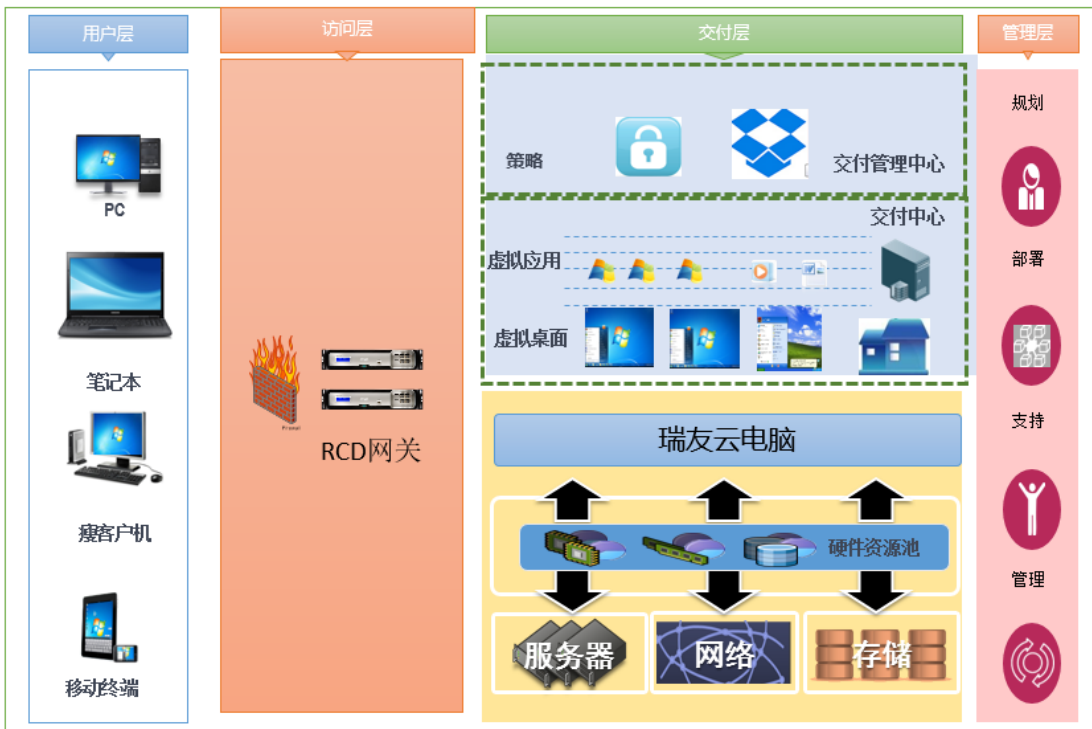 用户层
访问层
交付层
管理层
PC
笔记本
瘦客户机
移动终端
RCD网关
策略
交付管理中心
交付中心
虚拟应用
虚拟桌面
瑞友云电脑
硬件资源池
服务器
网络
存储
规划
部署
支持
管理